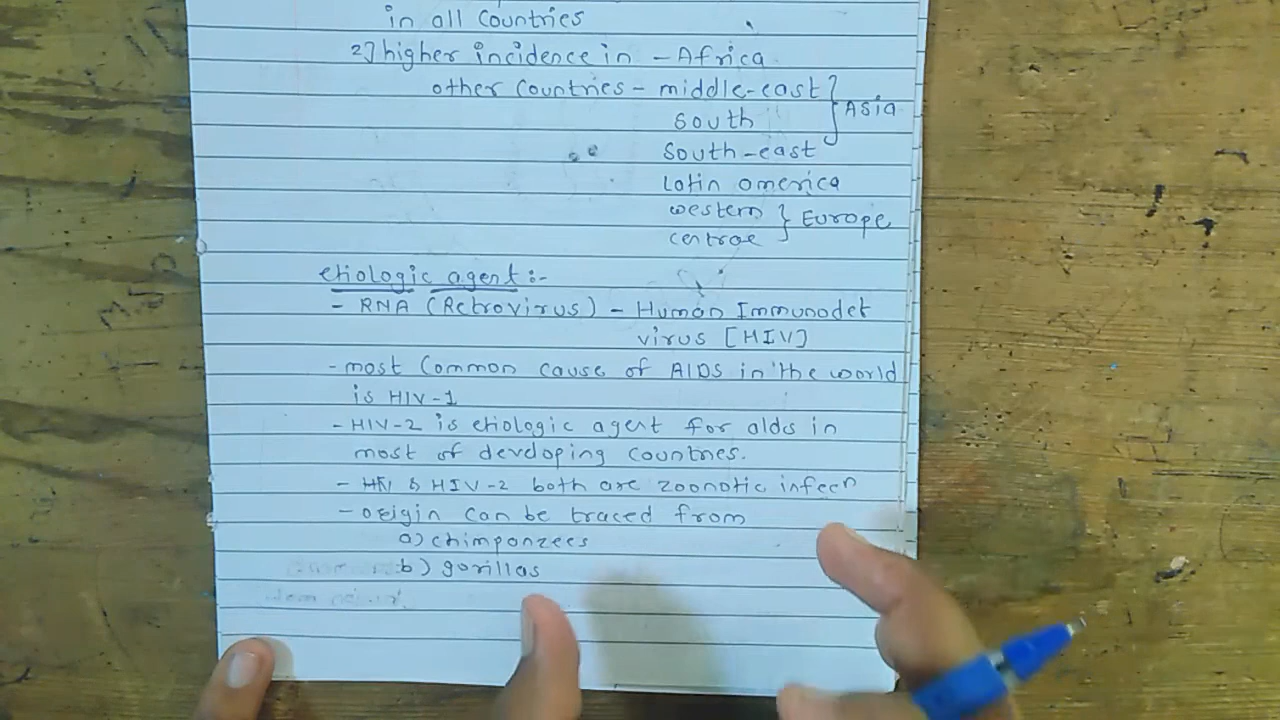 in all Countries
2] higher incidence in - Africa
other Countries - middle-east } Asia
South
South-east
Latin america
western } Europe
central
etiologic agent :-
- RNA (Retrovirus) - Human Immunodef
virus [HIV]
- most Common cause of AIDS in the world
is HIV-1
- HIV-2 is etiologic agent for aids in
most of developing countries.
- & HIV-2 both are zoonotic infecn
- origin can be traced from
a) chimponzees
b) gorillas